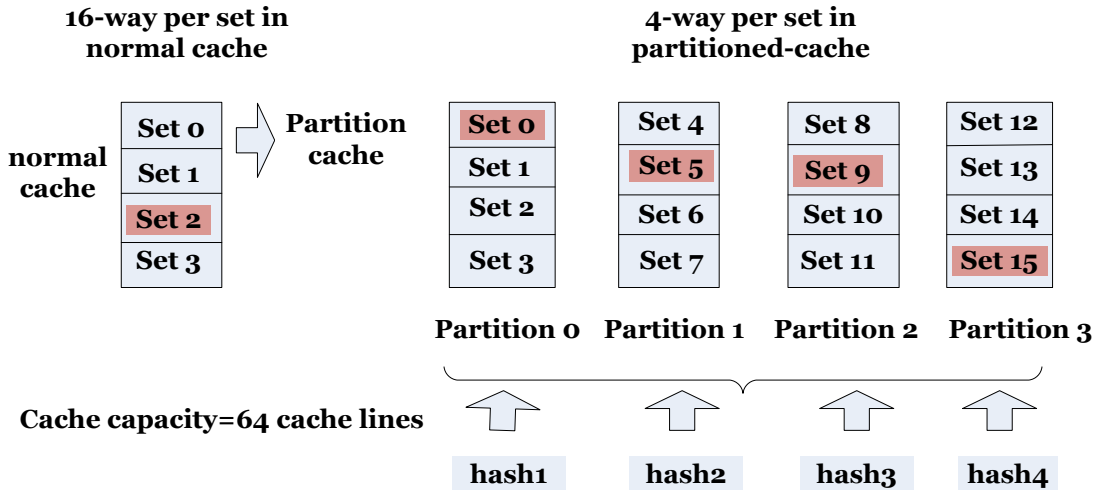 16-way per set in
normal cache
4-way per set in
partitioned-cache
normal
cache
Set 0
Set 1
Set 2
Set 3
Partition
cache
Set 0
Set 1
Set 2
Set 3
Set 4
Set 5
Set 6
Set 7
Set 8
Set 9
Set 10
Set 11
Set 12
Set 13
Set 14
Set 15
Partition 0
Partition 1
Partition 2
Partition 3
Cache capacity=64 cache lines
hash1
hash2
hash3
hash4